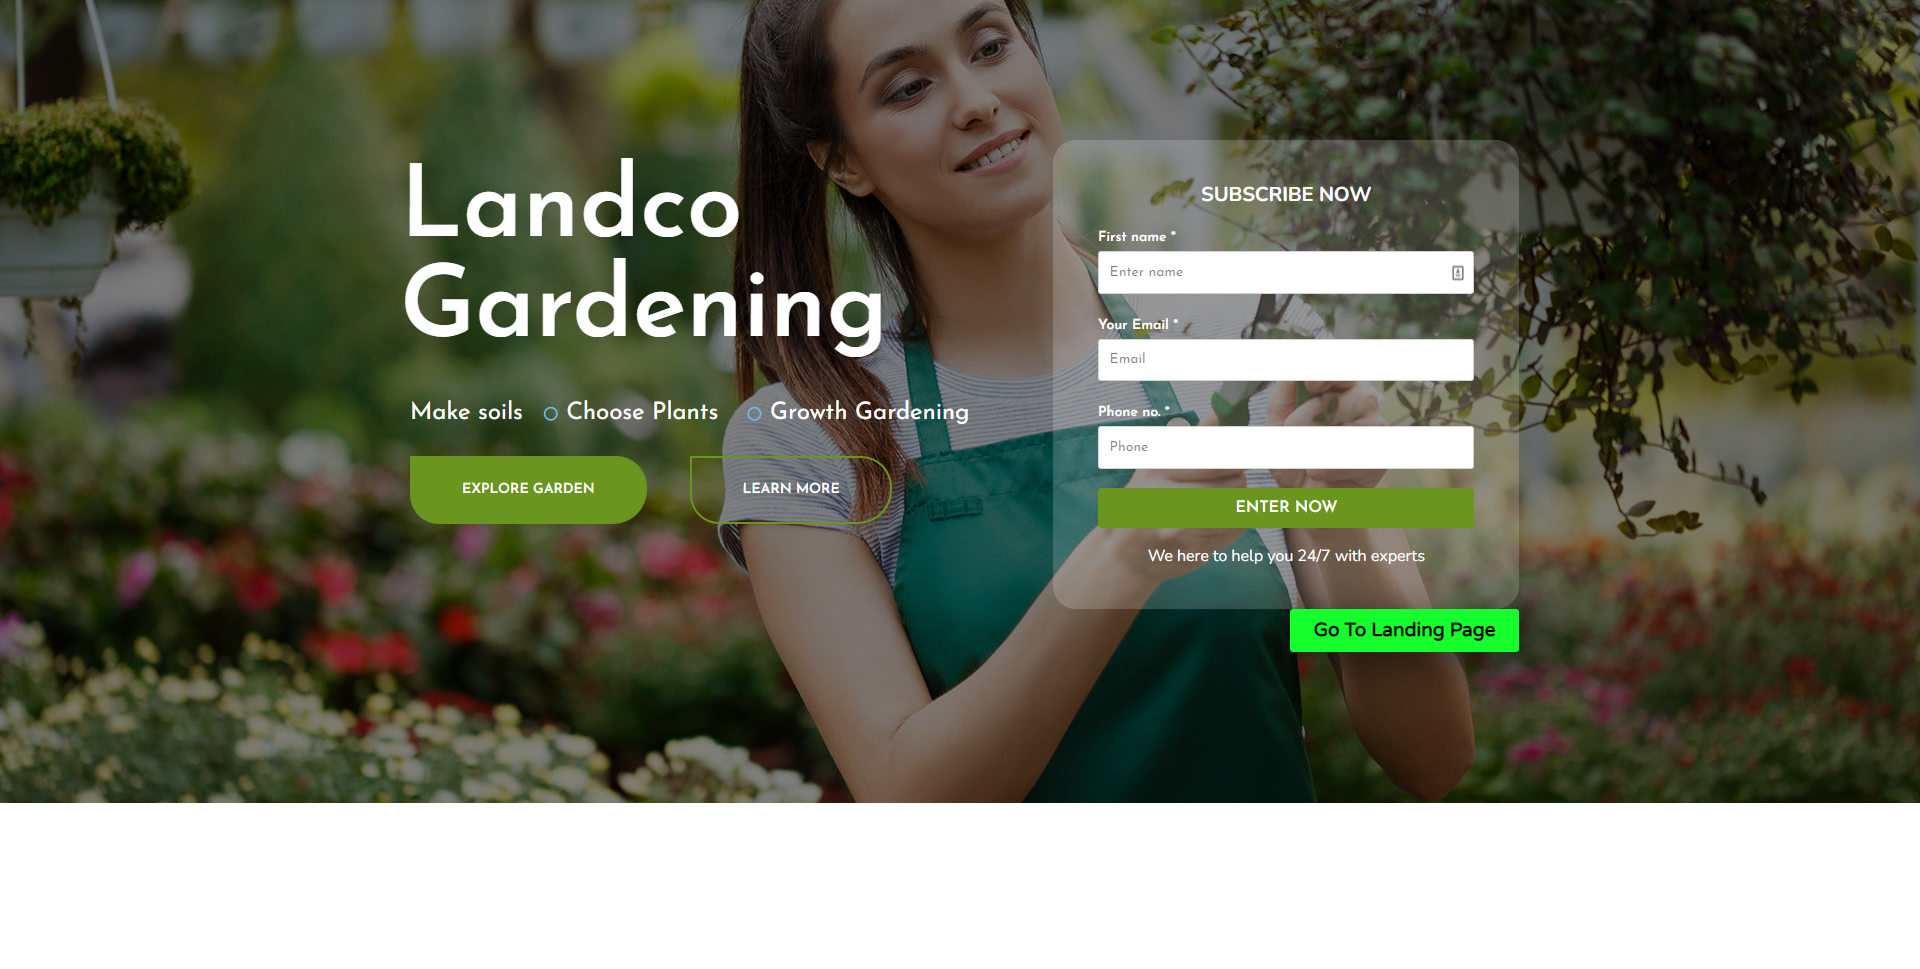 Landco
Gardening
Make soils
Choose Plants
Growth Gardening
EXPLORE GARDEN
LEARN MORE
SUBSCRIBE NOW
First name *
Enter name
Your Email *
Email
Phone no. *
Phone
ENTER NOW
We here to help you 24/7 with experts
Go To Landing Page